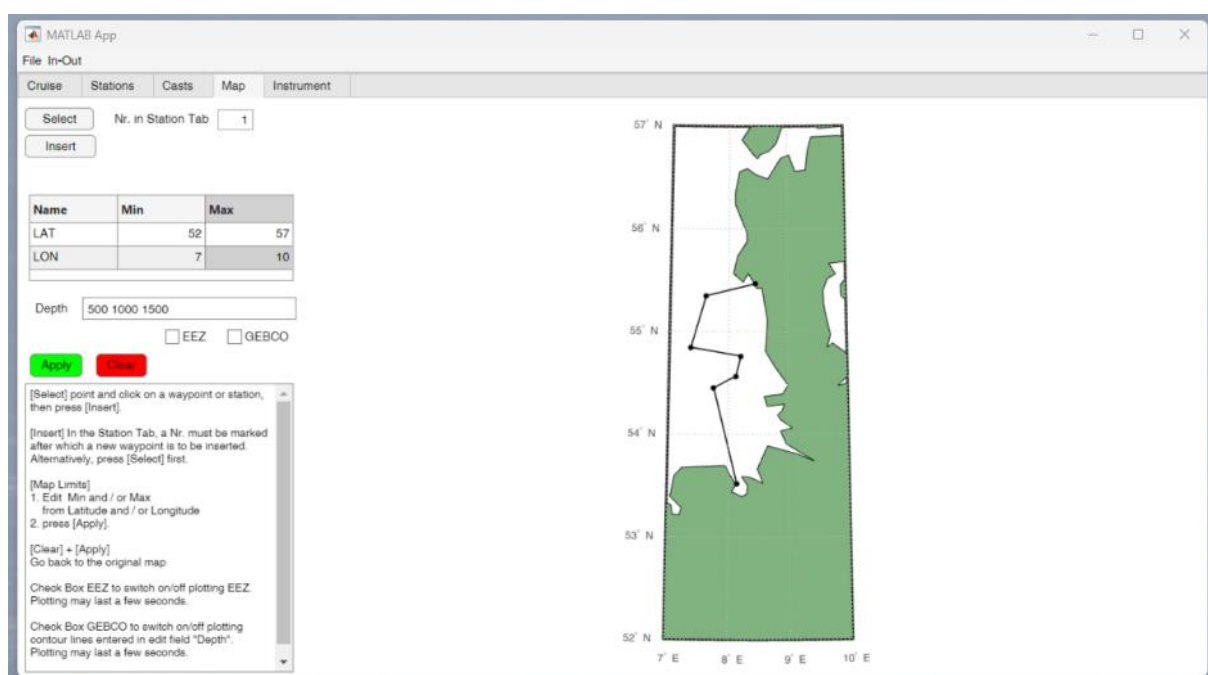 MATLAB App
File In-Out
Cruise Stations Casts Map Instrument
Select Nr. in Station Tab 1
Insert
Name Min Max
LAT 52 57
LON 7 10
Depth 500 1000 1500
EEZ GEBCO
Apply Clear
[Select] point and click on a waypoint or station,
then press [Insert].
[Insert] In the Station Tab, a Nr. must be marked
after which a new waypoint is to be inserted.
Alternatively, press [Select] first.
[Map Limits]
1. Edit Min and / or Max
from Latitude and / or Longitude
2. press [Apply].
[Clear] + [Apply]
Go back to the original map
Check Box EEZ to switch on/off plotting EEZ.
Plotting may last a few seconds.
Check Box GEBCO to switch on/off plotting
contour lines entered in edit field "Depth".
Plotting may last a few seconds.
57° N
56° N
55° N
54° N
53° N
52° N
7° E 8° E 9° E 10° E